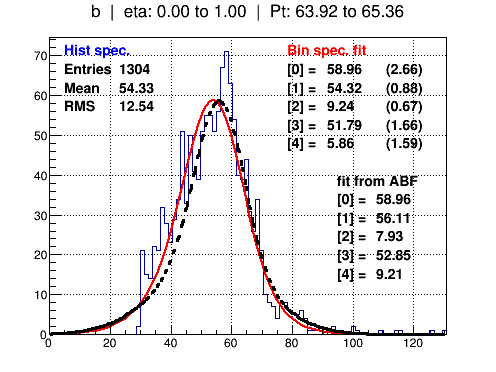 b | eta: 0.00 to 1.00 | Pt: 63.92 to 65.36
Hist spec.
Entries 1304
Mean 54.33
RMS 12.54
Bin spec. fit
[0] = 58.96 (2.66)
[1] = 54.32 (0.88)
[2] = 9.24 (0.67)
[3] = 51.79 (1.66)
[4] = 5.86 (1.59)
fit from ABF
[0] = 58.96
[1] = 56.11
[2] = 7.93
[3] = 52.85
[4] = 9.21
70
60
50
40
30
20
10
0
0 20 40 60 80 100 120